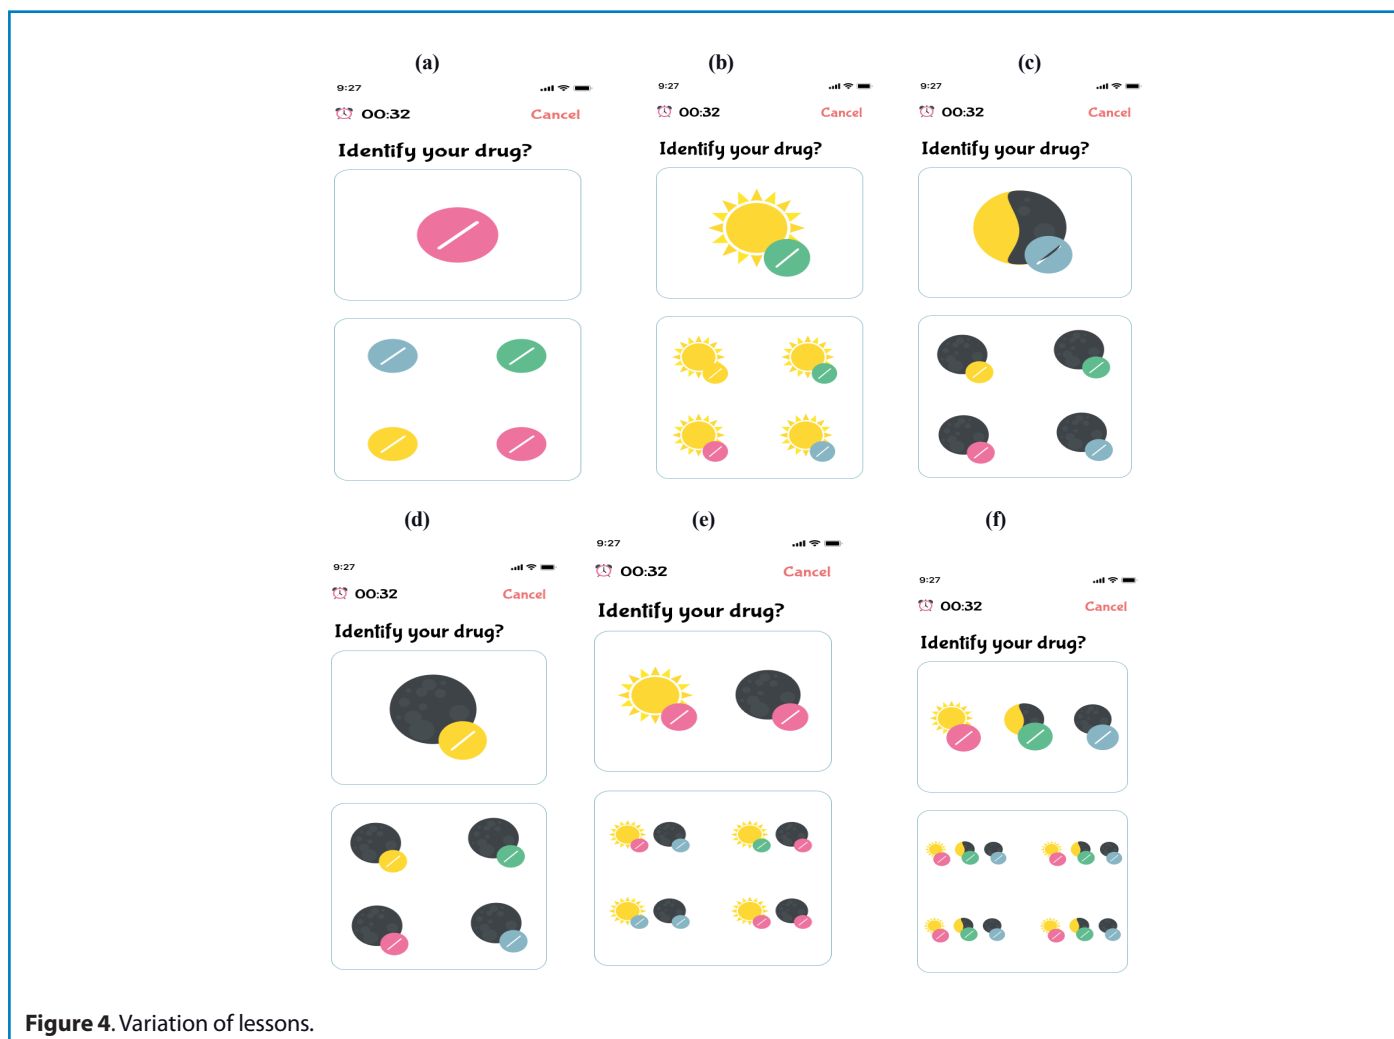 (a)
9:27
00:32 Cancel
Identify your drug?
(b)
9:27
00:32 Cancel
Identify your drug?
(c)
9:27
00:32 Cancel
Identify your drug?
(d)
9:27
00:32 Cancel
Identify your drug?
(e)
9:27
00:32 Cancel
Identify your drug?
(f)
9:27
00:32 Cancel
Identify your drug?
Figure 4. Variation of lessons.